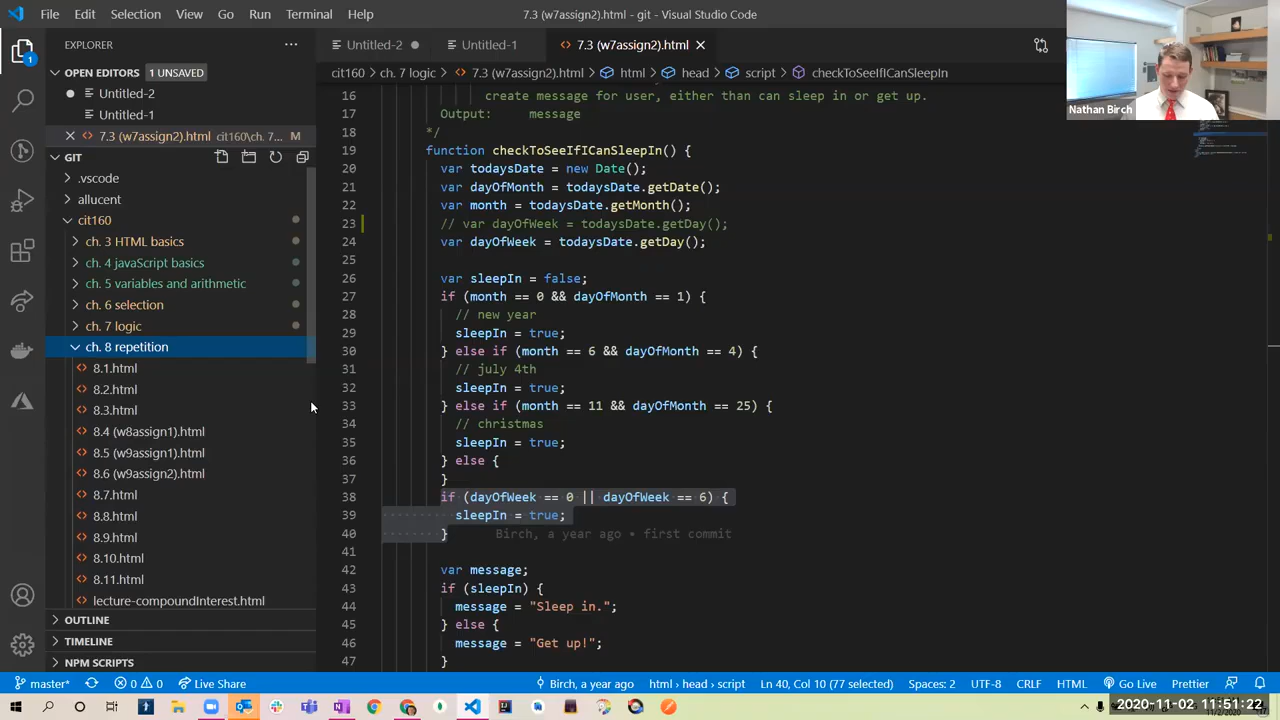 File Edit Selection View Go Run Terminal Help 7.3 (w7assign2).html - git - Visual Studio Code
EXPLORER ···
Untitled-2 Untitled-1 7.3 (w7assign2).html
OPEN EDITORS 1 UNSAVED
cit160 > ch. 7 logic > 7.3 (w7assign2).html > html > head > script > checkToSeeIfICanSleepIn
Untitled-2
Untitled-1
7.3 (w7assign2).html cit160\ch. 7... M
GIT
.vscode
allucent
cit160
ch. 3 HTML basics
ch. 4 javaScript basics
ch. 5 variables and arithmetic
ch. 6 selection
ch. 7 logic
ch. 8 repetition
8.1.html
8.2.html
8.3.html
8.4 (w8assign1).html
8.5 (w9assign1).html
8.6 (w9assign2).html
8.7.html
8.8.html
8.9.html
8.10.html
8.11.html
lecture-compoundInterest.html
OUTLINE
TIMELINE
NPM SCRIPTS
16 create message for user, either than can sleep in or get up.
17 Output: message
18 */
19 function checkToSeeIfICanSleepIn() {
20 var todaysDate = new Date();
21 var dayOfMonth = todaysDate.getDate();
22 var month = todaysDate.getMonth();
23 // var dayOfWeek = todaysDate.getDay();
24 var dayOfWeek = todaysDate.getDay();
25
26 var sleepIn = false;
27 if (month == 0 && dayOfMonth == 1) {
28 // new year
29 sleepIn = true;
30 } else if (month == 6 && dayOfMonth == 4) {
31 // july 4th
32 sleepIn = true;
33 } else if (month == 11 && dayOfMonth == 25) {
34 // christmas
35 sleepIn = true;
36 } else {
37 }
38 if (dayOfWeek == 0 || dayOfWeek == 6) {
39 sleepIn = true;
40 } Birch, a year ago • first commit
41
42 var message;
43 if (sleepIn) {
44 message = "Sleep in.";
45 } else {
46 message = "Get up!";
47 }
Nathan Birch
master* 0 0 Live Share Birch, a year ago html > head > script Ln 40, Col 10 (77 selected) Spaces: 2 UTF-8 CRLF HTML Go Live Prettier
2020-11-02 11:51:22